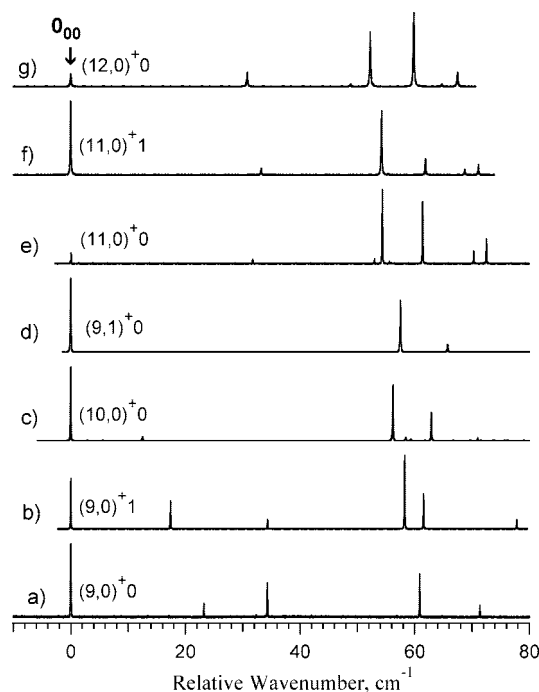 0₀₀
g) (12,0)⁺0
f) (11,0)⁺1
e) (11,0)⁺0
d) (9,1)⁺0
c) (10,0)⁺0
b) (9,0)⁺1
a) (9,0)⁺0
0 20 40 60 80
Relative Wavenumber, cm⁻¹